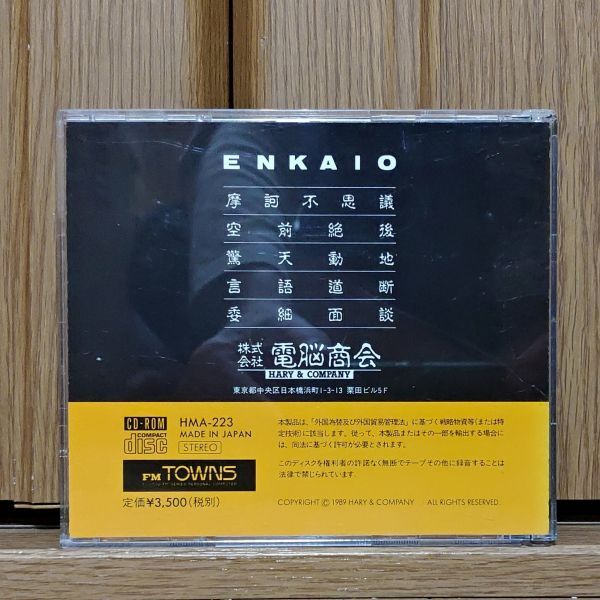 ENKAIO
摩訶不思議
空前絶後
驚天動地
言語道断
委細面談
株式会社 電脳商会
HARY & COMPANY
東京都中央区日本橋浜町1-3-13 栗田ビル5F
CD-ROM
COMPACT
disc
HMA-223
MADE IN JAPAN
STEREO
FM TOWNS
定価¥3,500(税別)
本製品は、「外国為替及び外国貿易管理法」に基づく戦略物資等(または特
定技術)に該当します。従って、本製品またはその一部を輸出する場合に
は、同法に基づく許可が必要とされます。
このディスクを権利者の許諾なく無断でテープその他に録音することは
法律で禁じられています。
COPYRIGHT © 1989 HARY & COMPANY ALL RIGHTS RESERVED.